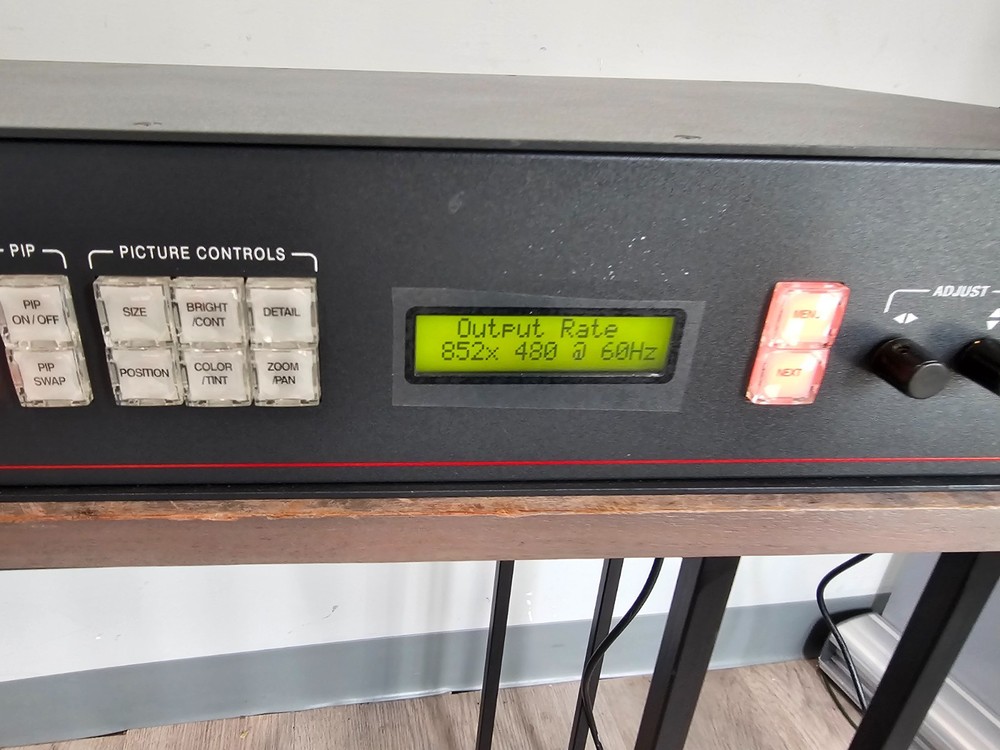 PIP
PICTURE CONTROLS
PIP
ON / OFF
SIZE
BRIGHT
/CONT
DETAIL
PIP
SWAP
POSITION
COLOR
/TINT
ZOOM
/PAN
Output Rate
852x 480 @ 60Hz
NEXT
ADJUST